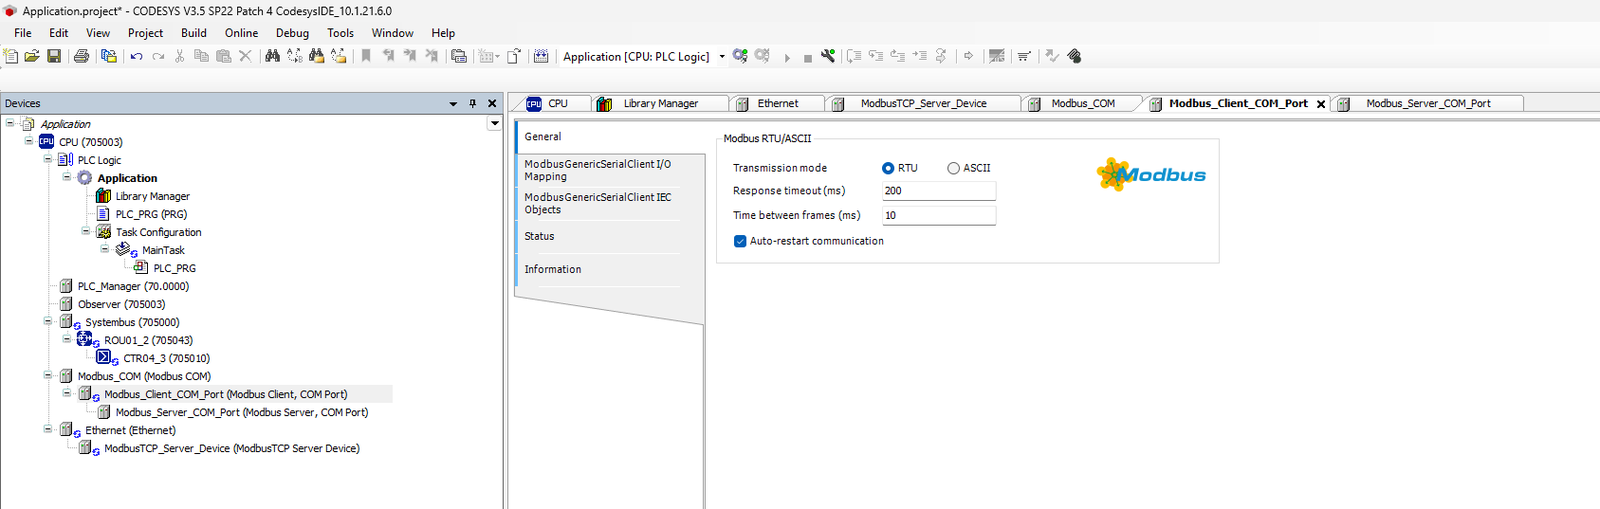 Application.project* - CODESYS V3.5 SP22 Patch 4 CodesysIDE_10.1.21.6.0
File Edit View Project Build Online Debug Tools Window Help
Application [CPU: PLC Logic]
Devices
Application
CPU (705003)
PLC Logic
Application
Library Manager
PLC_PRG (PRG)
Task Configuration
MainTask
PLC_PRG
PLC_Manager (70.0000)
Observer (705003)
Systembus (705000)
ROU01_2 (705043)
CTR04_3 (705010)
Modbus_COM (Modbus COM)
Modbus_Client_COM_Port (Modbus Client, COM Port)
Modbus_Server_COM_Port (Modbus Server, COM Port)
Ethernet (Ethernet)
ModbusTCP_Server_Device (ModbusTCP Server Device)
CPU Library Manager Ethernet ModbusTCP_Server_Device Modbus_COM Modbus_Client_COM_Port Modbus_Server_COM_Port
General
ModbusGenericSerialClient I/O
Mapping
ModbusGenericSerialClient IEC
Objects
Status
Information
Modbus RTU/ASCII
Transmission mode RTU ASCII
Response timeout (ms) 200
Time between frames (ms) 10
Auto-restart communication
Modbus